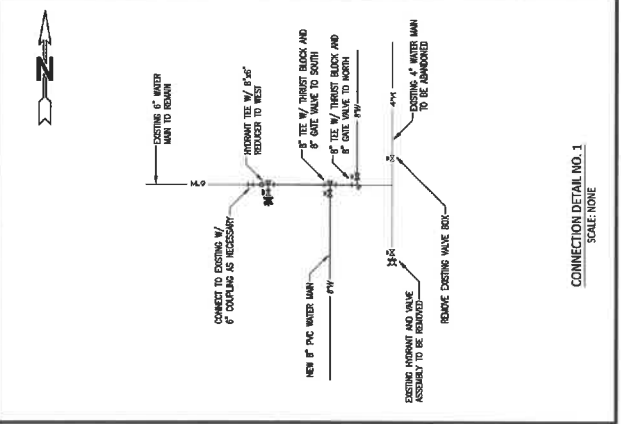 N
EXISTING 6" WATER
MAIN TO REMAIN
CONNECT TO EXISTING W/
6" COUPLING AS NECESSARY
HYDRANT TEE W/ 8"x6"
REDUCER TO WEST
8" TEE W/ THRUST BLOCK AND
8" GATE VALVE TO SOUTH
8" TEE W/ THRUST BLOCK AND
8" GATE VALVE TO NORTH
NEW 8" PVC WATER MAIN
8"W
8"W
4"W
EXISTING 4" WATER MAIN
TO BE ABANDONED
EXISTING HYDRANT AND VALVE
ASSEMBLY TO BE REMOVED
REMOVE EXISTING VALVE BOX
CONNECTION DETAIL NO. 1
SCALE: NONE